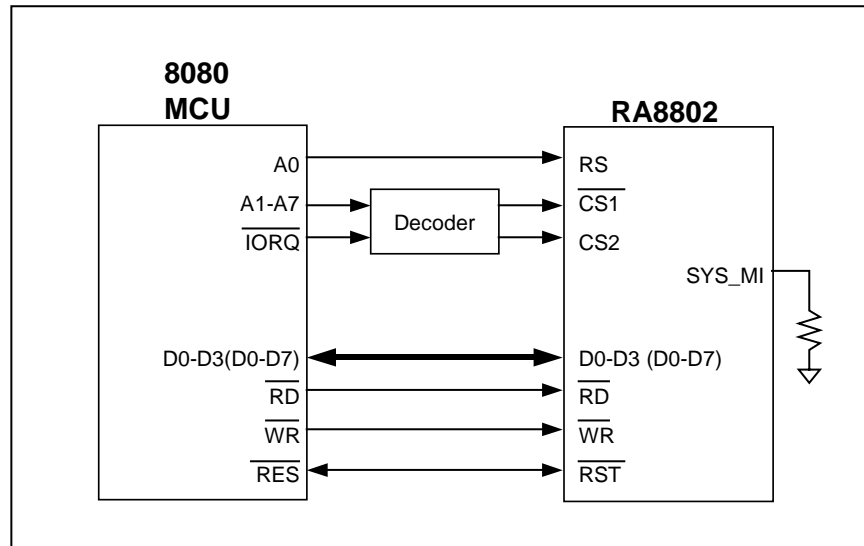 8080
MCU
RA8802
A0
RS
A1-A7
CS1
Decoder
IORQ
CS2
SYS_MI
D0-D3(D0-D7)
D0-D3 (D0-D7)
RD
RD
WR
WR
RES
RST